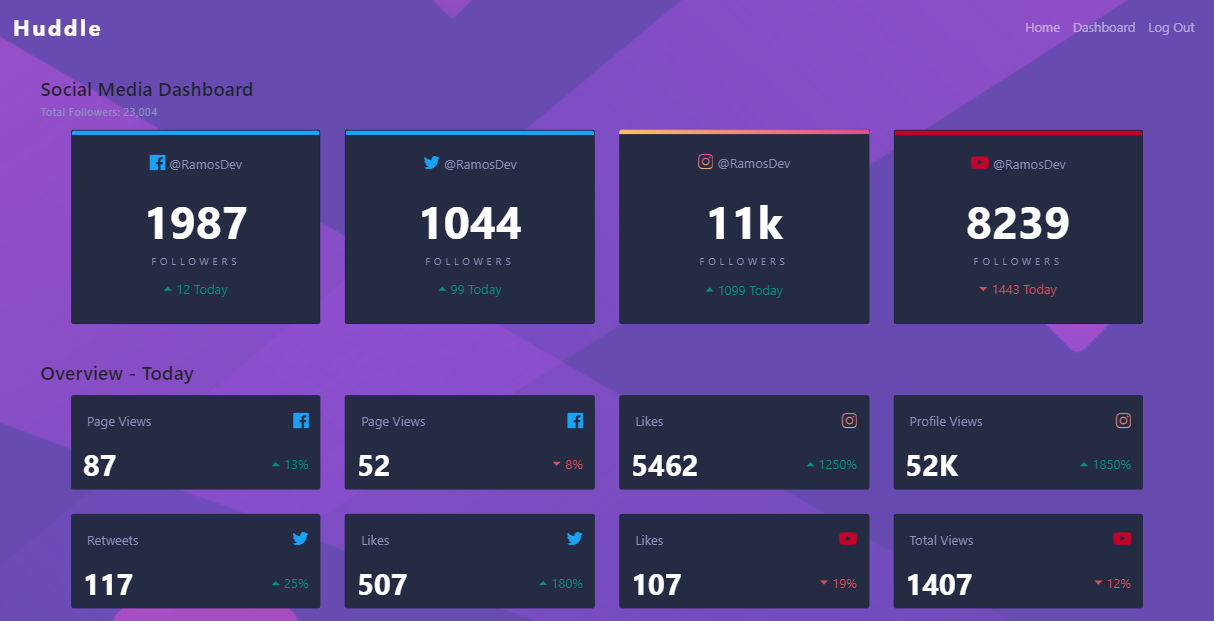 Huddle
Home Dashboard Log Out
Social Media Dashboard
Total Followers: 23,004
@RamosDev
1987
FOLLOWERS
12 Today
@RamosDev
1044
FOLLOWERS
99 Today
@RamosDev
11k
FOLLOWERS
1099 Today
@RamosDev
8239
FOLLOWERS
1443 Today
Overview - Today
Page Views
87
13%
Page Views
52
8%
Likes
5462
1250%
Profile Views
52K
1850%
Retweets
117
25%
Likes
507
180%
Likes
107
19%
Total Views
1407
12%